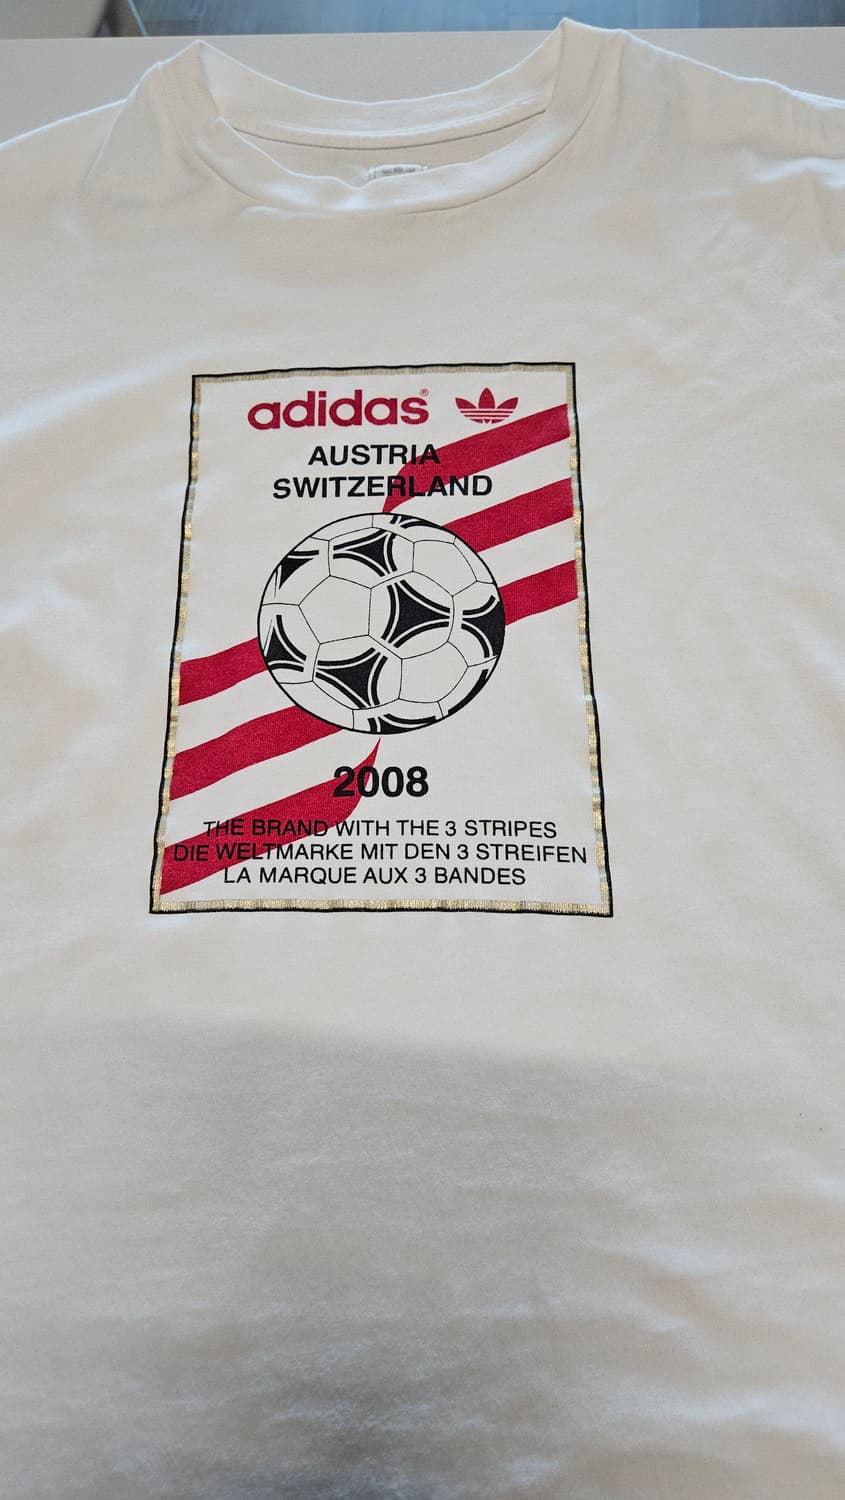 adidas®
AUSTRIA
SWITZERLAND
2008
THE BRAND WITH THE 3 STRIPES
DIE WELTMARKE MIT DEN 3 STREIFEN
LA MARQUE AUX 3 BANDES